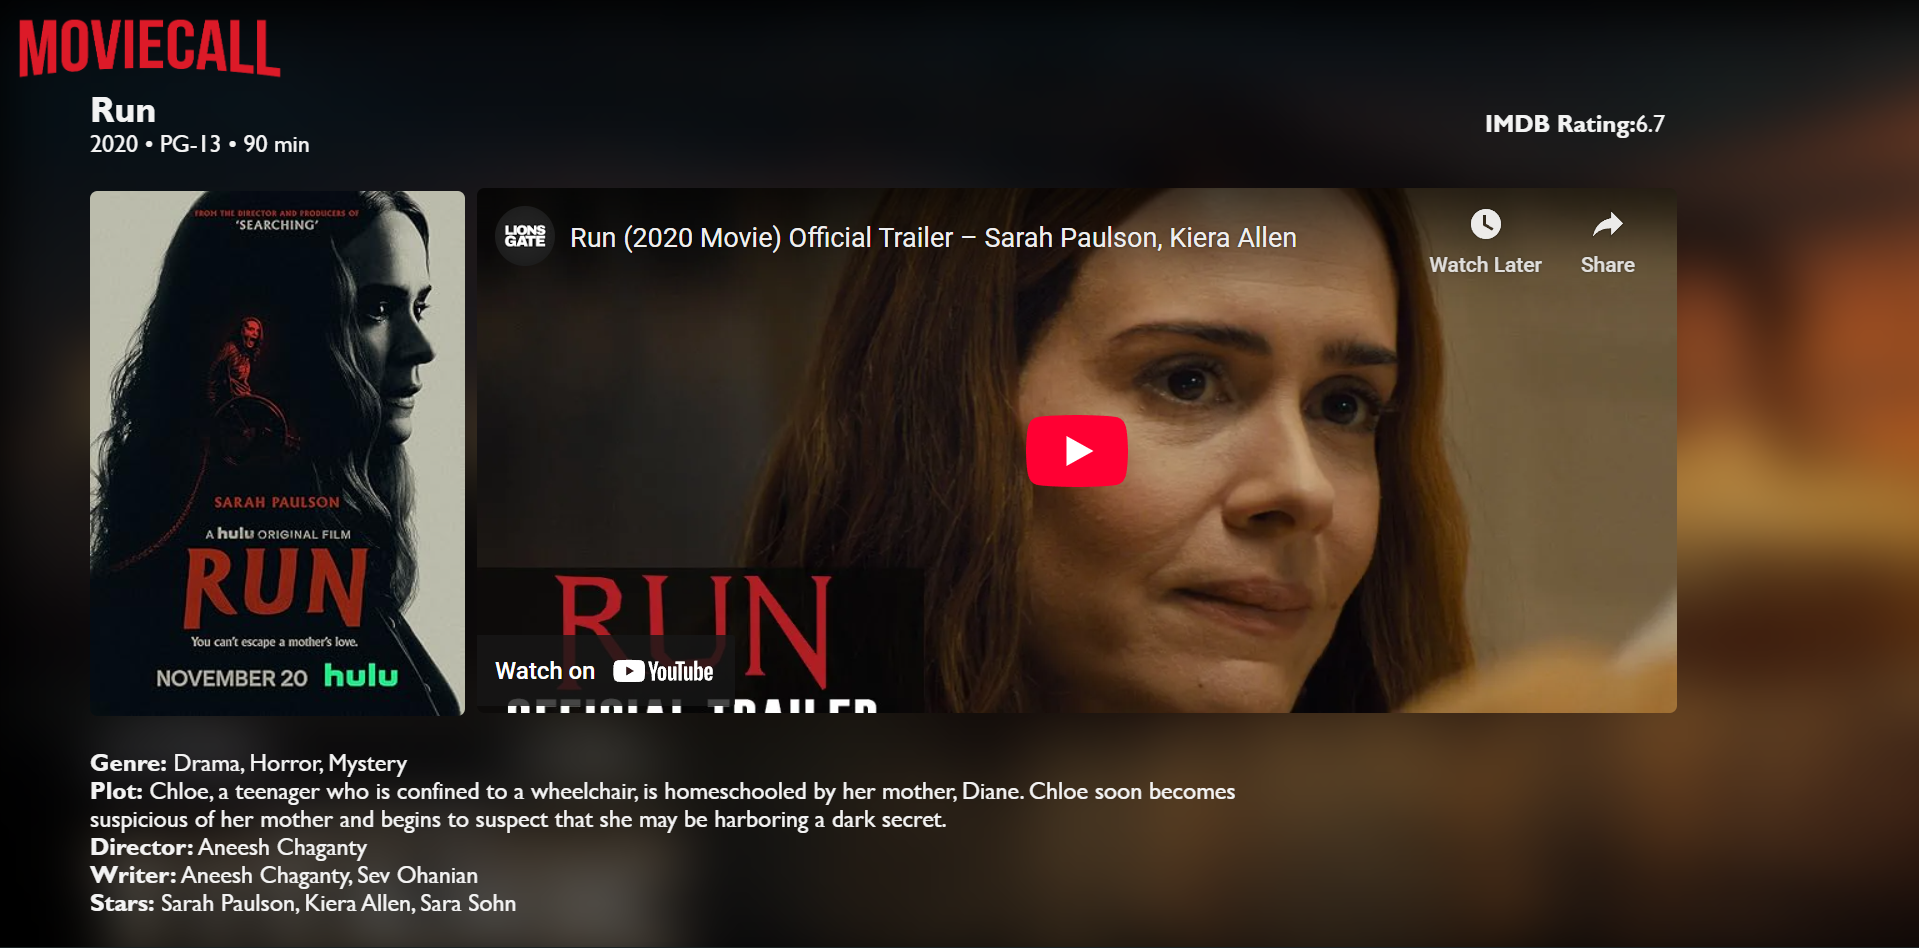 MOVIECALL
Run
2020 • PG-13 • 90 min
IMDB Rating:6.7
FROM THE DIRECTOR AND PRODUCERS OF
'SEARCHING'
SARAH PAULSON
A hulu ORIGINAL FILM
RUN
You can't escape a mother's love.
NOVEMBER 20 hulu
LIONS
GATE
Run (2020 Movie) Official Trailer – Sarah Paulson, Kiera Allen
Watch Later
Share
RUN
Watch on YouTube
OFFICIAL TRAILER
Genre: Drama, Horror, Mystery
Plot: Chloe, a teenager who is confined to a wheelchair, is homeschooled by her mother, Diane. Chloe soon becomes
suspicious of her mother and begins to suspect that she may be harboring a dark secret.
Director: Aneesh Chaganty
Writer: Aneesh Chaganty, Sev Ohanian
Stars: Sarah Paulson, Kiera Allen, Sara Sohn